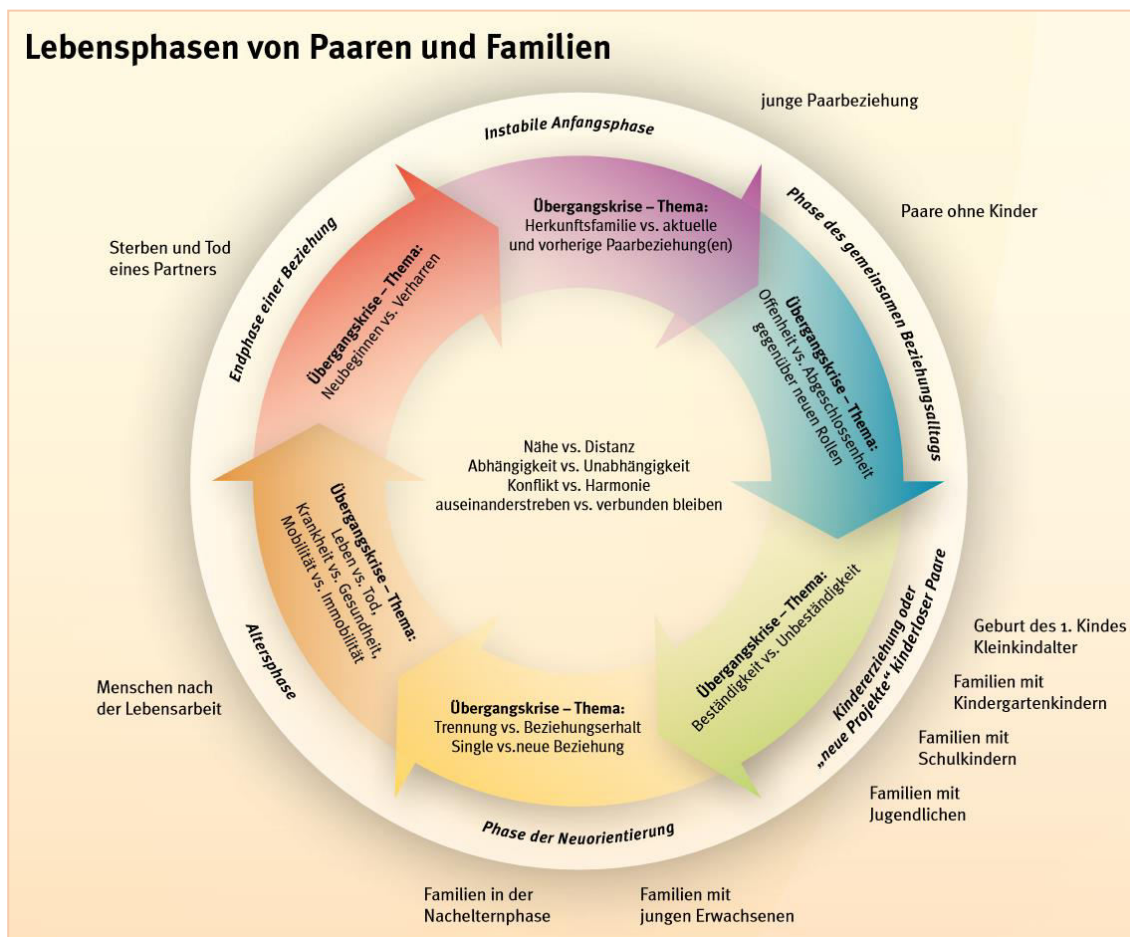 Lebensphasen von Paaren und Familien
Instabile Anfangsphase
junge Paarbeziehung
Übergangskrise – Thema:
Herkunftsfamilie vs. aktuelle
und vorherige Paarbeziehung(en)
Phase des gemeinsamen Beziehungsalltags
Paare ohne Kinder
Übergangskrise – Thema:
Offenheit vs. Abgeschlossenheit
gegenüber neuen Rollen
Kindererziehung oder
„neue Projekte“ kinderloser Paare
Geburt des 1. Kindes
Kleinkindalter
Familien mit
Kindergartenkindern
Familien mit
Schulkindern
Familien mit
Jugendlichen
Übergangskrise – Thema:
Beständigkeit vs. Unbeständigkeit
Phase der Neuorientierung
Familien mit
jungen Erwachsenen
Familien in der
Nachelternphase
Übergangskrise – Thema:
Trennung vs. Beziehungserhalt
Single vs.neue Beziehung
Altersphase
Menschen nach
der Lebensarbeit
Übergangskrise – Thema:
Leben vs. Tod,
Krankheit vs. Gesundheit,
Mobilität vs. Immobilität
Endphase einer Beziehung
Sterben und Tod
eines Partners
Übergangskrise – Thema:
Neubeginnen vs. Verharren
Nähe vs. Distanz
Abhängigkeit vs. Unabhängigkeit
Konflikt vs. Harmonie
auseinanderstreben vs. verbunden bleiben